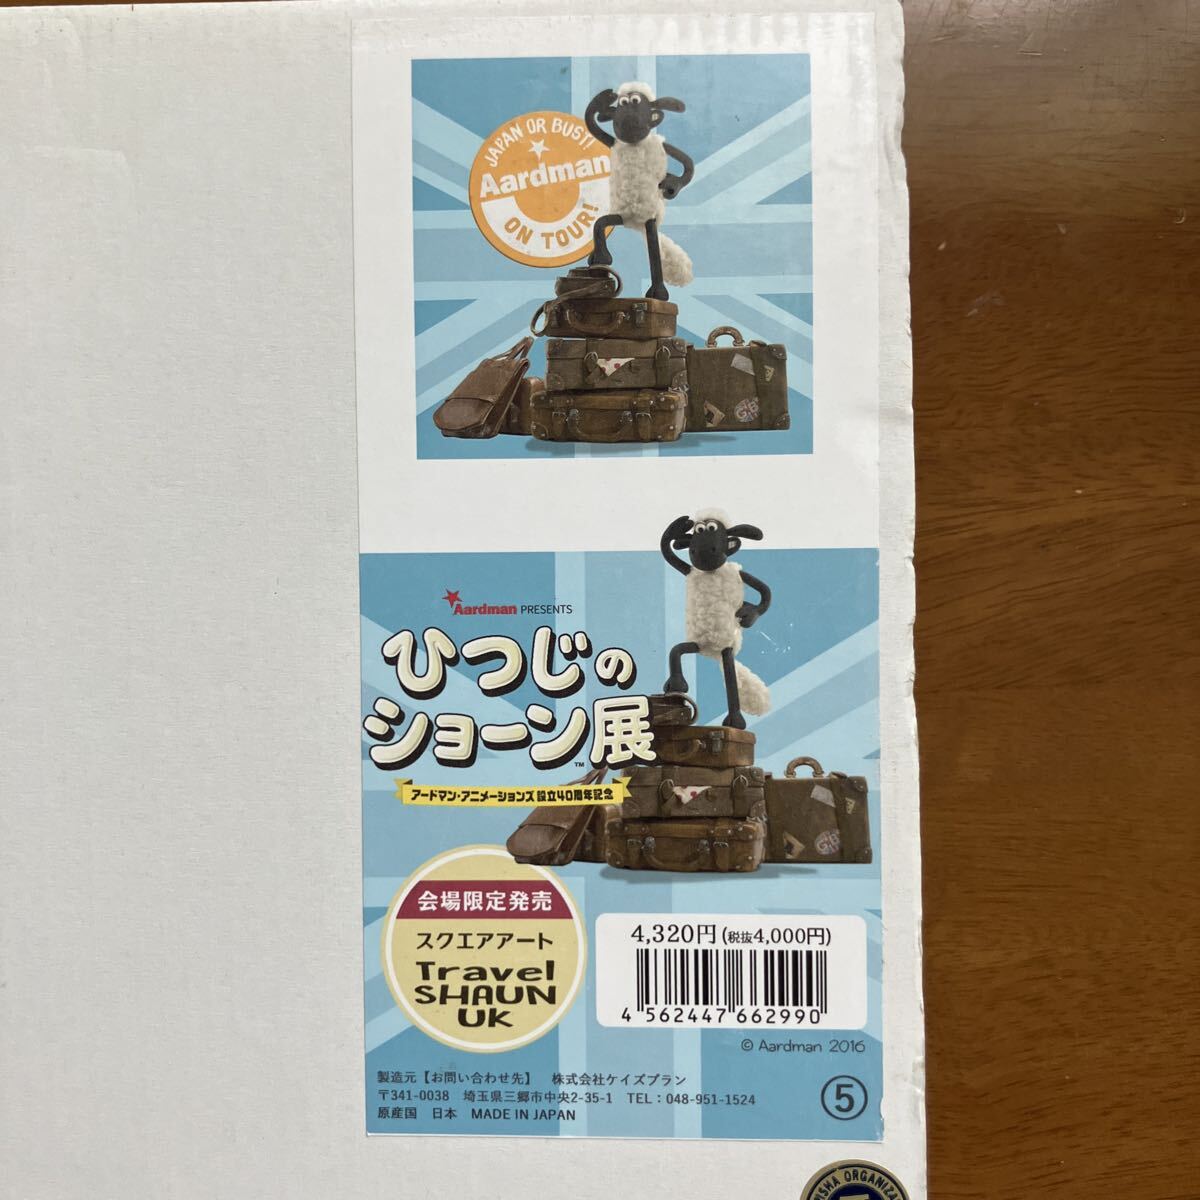 JAPAN OR BUST!
Aardman
ON TOUR!
Aardman PRESENTS
ひつじの
ショーン展
TM
アードマン・アニメーションズ 設立40周年記念
会場限定発売
スクエアアート
Travel
SHAUN
UK
4,320円(税抜4,000円)
4 562447 662990
© Aardman 2016
製造元【お問い合わせ先】 株式会社ケイズプラン
〒341-0038 埼玉県三郷市中央2-35-1 TEL：048-951-1524
原産国 日本 MADE IN JAPAN
⑤